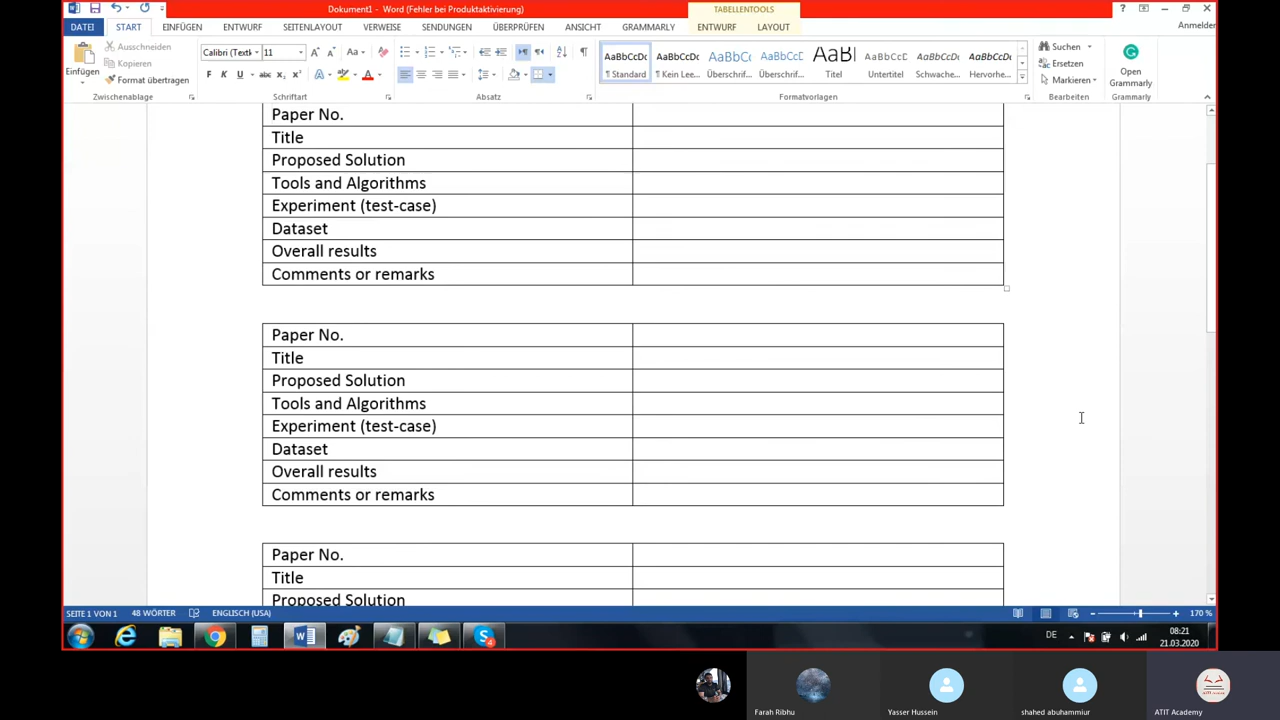 Dokument1 - Word (Fehler bei Produktaktivierung)
TABELLENTOOLS
DATEI START EINFÜGEN ENTWURF SEITENLAYOUT VERWEISE SENDUNGEN ÜBERPRÜFEN ANSICHT GRAMMARLY ENTWURF LAYOUT
Anmelden
Einfügen
Ausschneiden
Kopieren
Format übertragen
Zwischenablage
Calibri (Textk 11
F K U abc x₂ x²
Schriftart
Absatz
AaBbCcDc AaBbCcDc AaBbCc AaBbCcD AaBl AaBbCcD AaBbCcDc AaBbCcDc
¶ Standard ¶ Kein Lee... Überschrif... Überschrif... Titel Untertitel Schwache... Hervorhe...
Formatvorlagen
Suchen
Ersetzen
Markieren
Bearbeiten
Open
Grammarly
Grammarly
Paper No.
Title
Proposed Solution
Tools and Algorithms
Experiment (test-case)
Dataset
Overall results
Comments or remarks
Paper No.
Title
Proposed Solution
Tools and Algorithms
Experiment (test-case)
Dataset
Overall results
Comments or remarks
Paper No.
Title
Proposed Solution
SEITE 1 VON 1 48 WÖRTER ENGLISCH (USA) 170 %
DE
08:21
21.03.2020
Farah Ribhu
Yasser Hussein
shahed abuhammiur
ATIT Academy